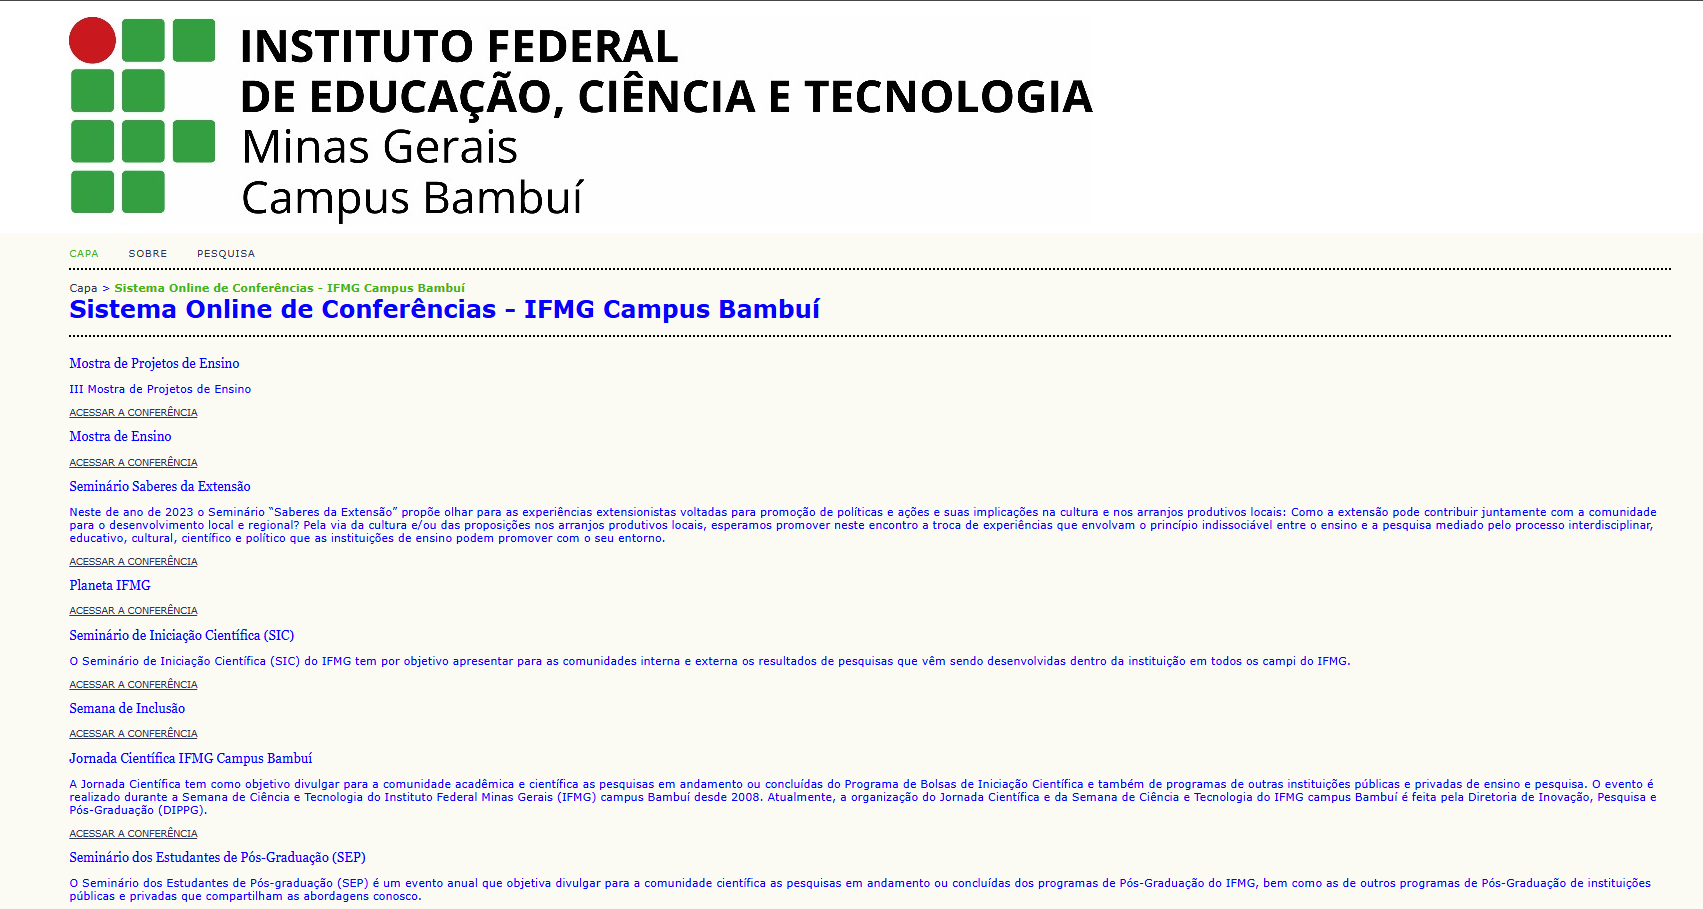 INSTITUTO FEDERAL
DE EDUCAÇÃO, CIÊNCIA E TECNOLOGIA
Minas Gerais
Campus Bambuí
CAPA SOBRE PESQUISA
Capa > Sistema Online de Conferências - IFMG Campus Bambuí
Sistema Online de Conferências - IFMG Campus Bambuí
Mostra de Projetos de Ensino
III Mostra de Projetos de Ensino
ACESSAR A CONFERÊNCIA
Mostra de Ensino
ACESSAR A CONFERÊNCIA
Seminário Saberes da Extensão
Neste de ano de 2023 o Seminário “Saberes da Extensão” propõe olhar para as experiências extensionistas voltadas para promoção de políticas e ações e suas implicações na cultura e nos arranjos produtivos locais: Como a extensão pode contribuir juntamente com a comunidade
para o desenvolvimento local e regional? Pela via da cultura e/ou das proposições nos arranjos produtivos locais, esperamos promover neste encontro a troca de experiências que envolvam o princípio indissociável entre o ensino e a pesquisa mediado pelo processo interdisciplinar,
educativo, cultural, científico e político que as instituições de ensino podem promover com o seu entorno.
ACESSAR A CONFERÊNCIA
Planeta IFMG
ACESSAR A CONFERÊNCIA
Seminário de Iniciação Científica (SIC)
O Seminário de Iniciação Científica (SIC) do IFMG tem por objetivo apresentar para as comunidades interna e externa os resultados de pesquisas que vêm sendo desenvolvidas dentro da instituição em todos os campi do IFMG.
ACESSAR A CONFERÊNCIA
Semana de Inclusão
ACESSAR A CONFERÊNCIA
Jornada Científica IFMG Campus Bambuí
A Jornada Científica tem como objetivo divulgar para a comunidade acadêmica e científica as pesquisas em andamento ou concluídas do Programa de Bolsas de Iniciação Científica e também de programas de outras instituições públicas e privadas de ensino e pesquisa. O evento é
realizado durante a Semana de Ciência e Tecnologia do Instituto Federal Minas Gerais (IFMG) campus Bambuí desde 2008. Atualmente, a organização do Jornada Científica e da Semana de Ciência e Tecnologia do IFMG campus Bambuí é feita pela Diretoria de Inovação, Pesquisa e
Pós-Graduação (DIPPG).
ACESSAR A CONFERÊNCIA
Seminário dos Estudantes de Pós-Graduação (SEP)
O Seminário dos Estudantes de Pós-graduação (SEP) é um evento anual que objetiva divulgar para a comunidade científica as pesquisas em andamento ou concluídas dos programas de Pós-Graduação do IFMG, bem como as de outros programas de Pós-Graduação de instituições
públicas e privadas que compartilham as abordagens conosco.